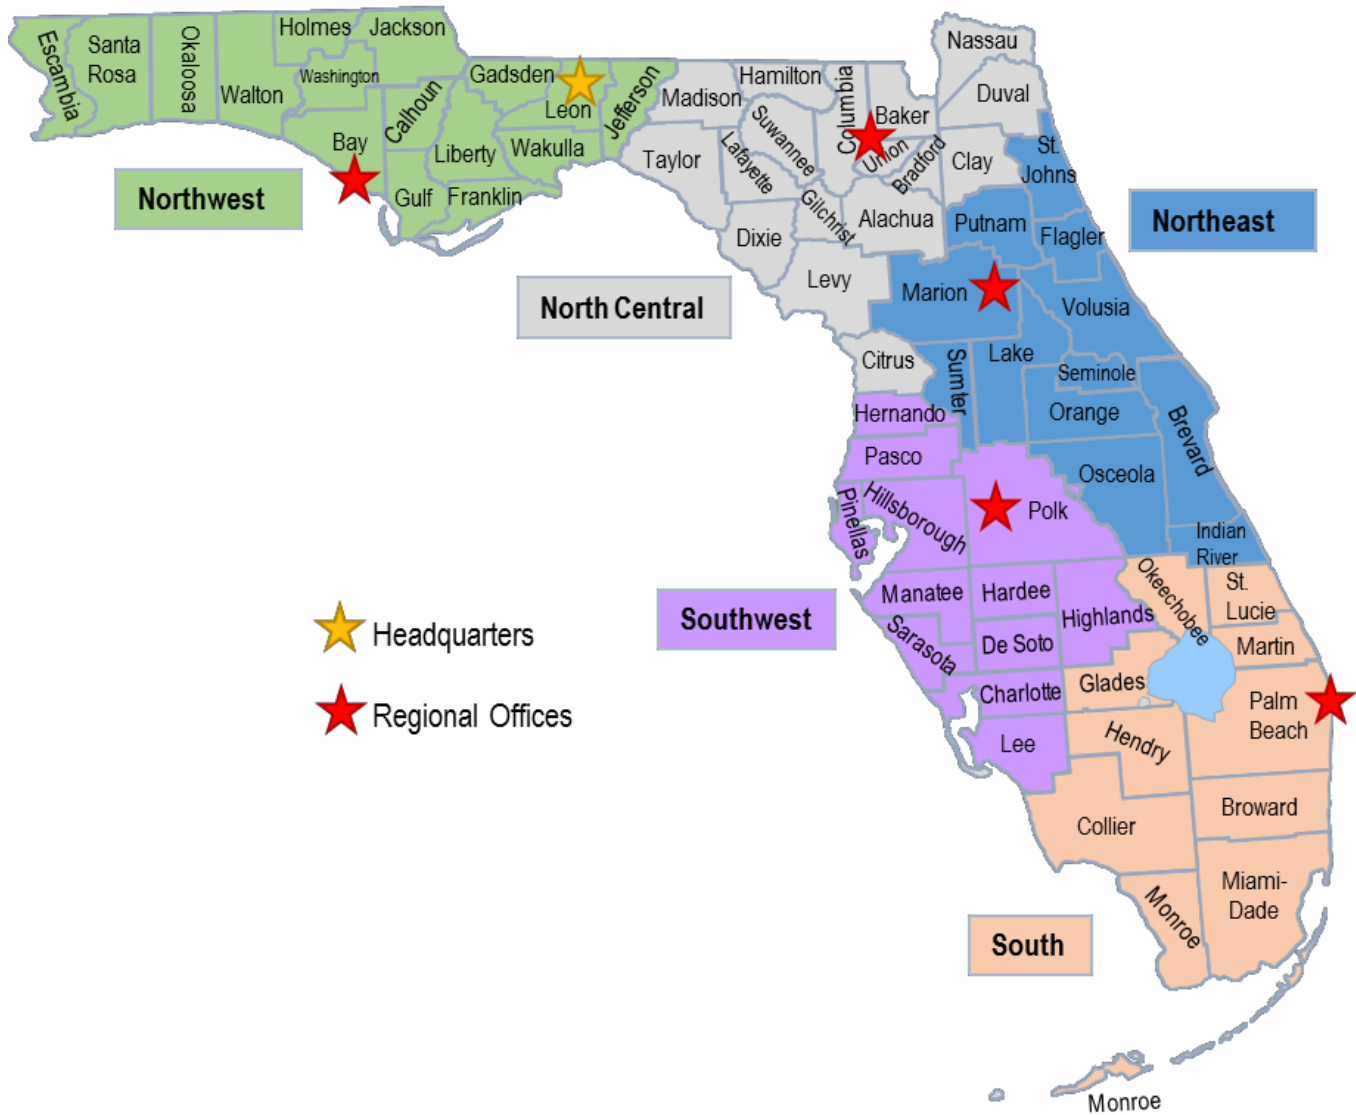 Escambia
Santa
Rosa
Okaloosa
Walton
Holmes
Jackson
Washington
Bay
Calhoun
Gulf
Liberty
Franklin
Gadsden
Leon
Wakulla
Jefferson
Madison
Taylor
Hamilton
Suwannee
Lafayette
Dixie
Columbia
Gilchrist
Levy
Baker
Union
Bradford
Alachua
Nassau
Duval
Clay
St.
Johns
Putnam
Flagler
Marion
Volusia
Citrus
Sumter
Lake
Seminole
Orange
Brevard
Osceola
Indian
River
Hernando
Pasco
Pinellas
Hillsborough
Polk
Manatee
Hardee
Highlands
Sarasota
De Soto
Charlotte
Lee
Okeechobee
St.
Lucie
Martin
Glades
Palm
Beach
Hendry
Collier
Broward
Miami-
Dade
Monroe
Monroe
Northwest
North Central
Northeast
Southwest
South
Headquarters
Regional Offices